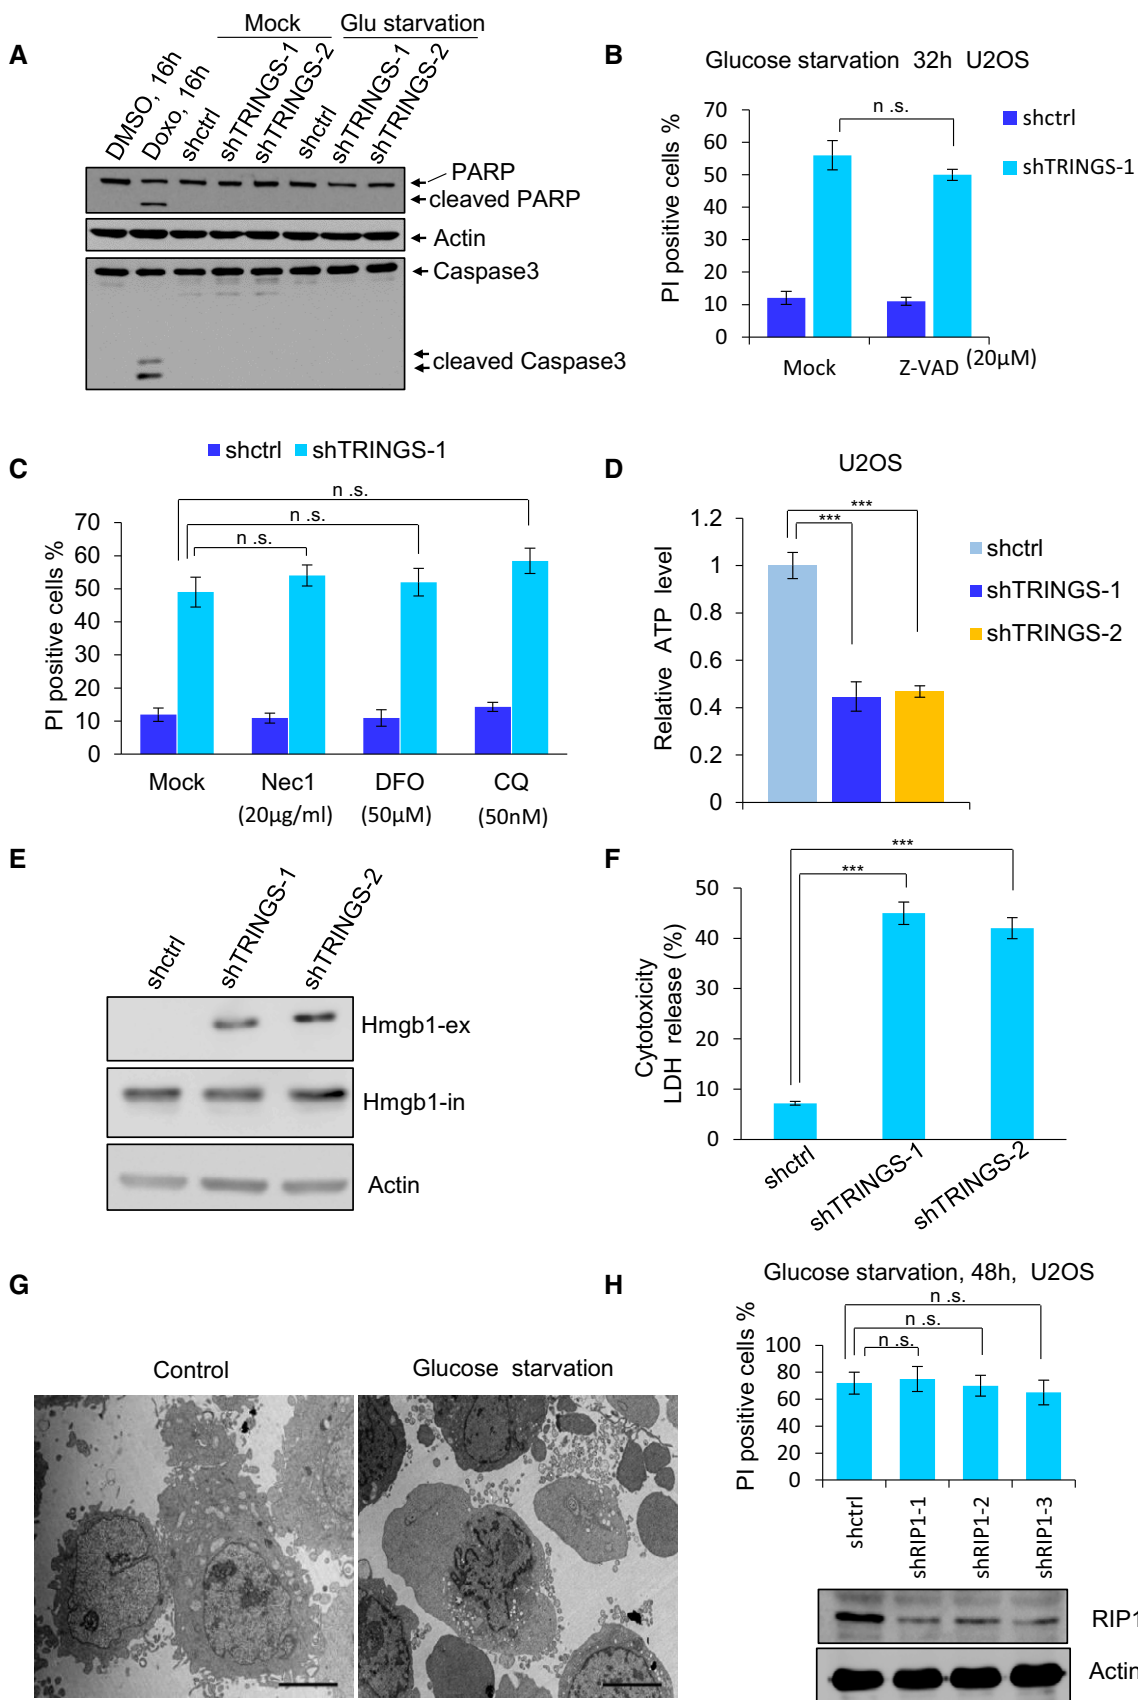 A
Mock
Glu starvation
DMSO, 16h
Doxo, 16h
shctrl
shTRINGS-1
shTRINGS-2
shctrl
shTRINGS-1
shTRINGS-2
PARP
cleaved PARP
Actin
Caspase3
cleaved Caspase3
B
Glucose starvation 32h U2OS
PI positive cells %
70
60
50
40
30
20
10
0
n .s.
shctrl
shTRINGS-1
Mock
Z-VAD (20µM)
C
shctrl shTRINGS-1
PI positive cells %
70
60
50
40
30
20
10
0
n .s.
n .s.
n .s.
Mock
Nec1
(20µg/ml)
DFO
(50µM)
CQ
(50nM)
D
U2OS
Relative ATP level
1.2
1
0.8
0.6
0.4
0.2
0
***
***
shctrl
shTRINGS-1
shTRINGS-2
E
shctrl
shTRINGS-1
shTRINGS-2
Hmgb1-ex
Hmgb1-in
Actin
F
Cytotoxicity
LDH release (%)
50
40
30
20
10
0
***
***
shctrl
shTRINGS-1
shTRINGS-2
G
Control
Glucose starvation
H
Glucose starvation, 48h, U2OS
PI positive cells %
100
80
60
40
20
0
n .s.
n .s.
n .s.
shctrl
shRIP1-1
shRIP1-2
shRIP1-3
RIP1
Actin